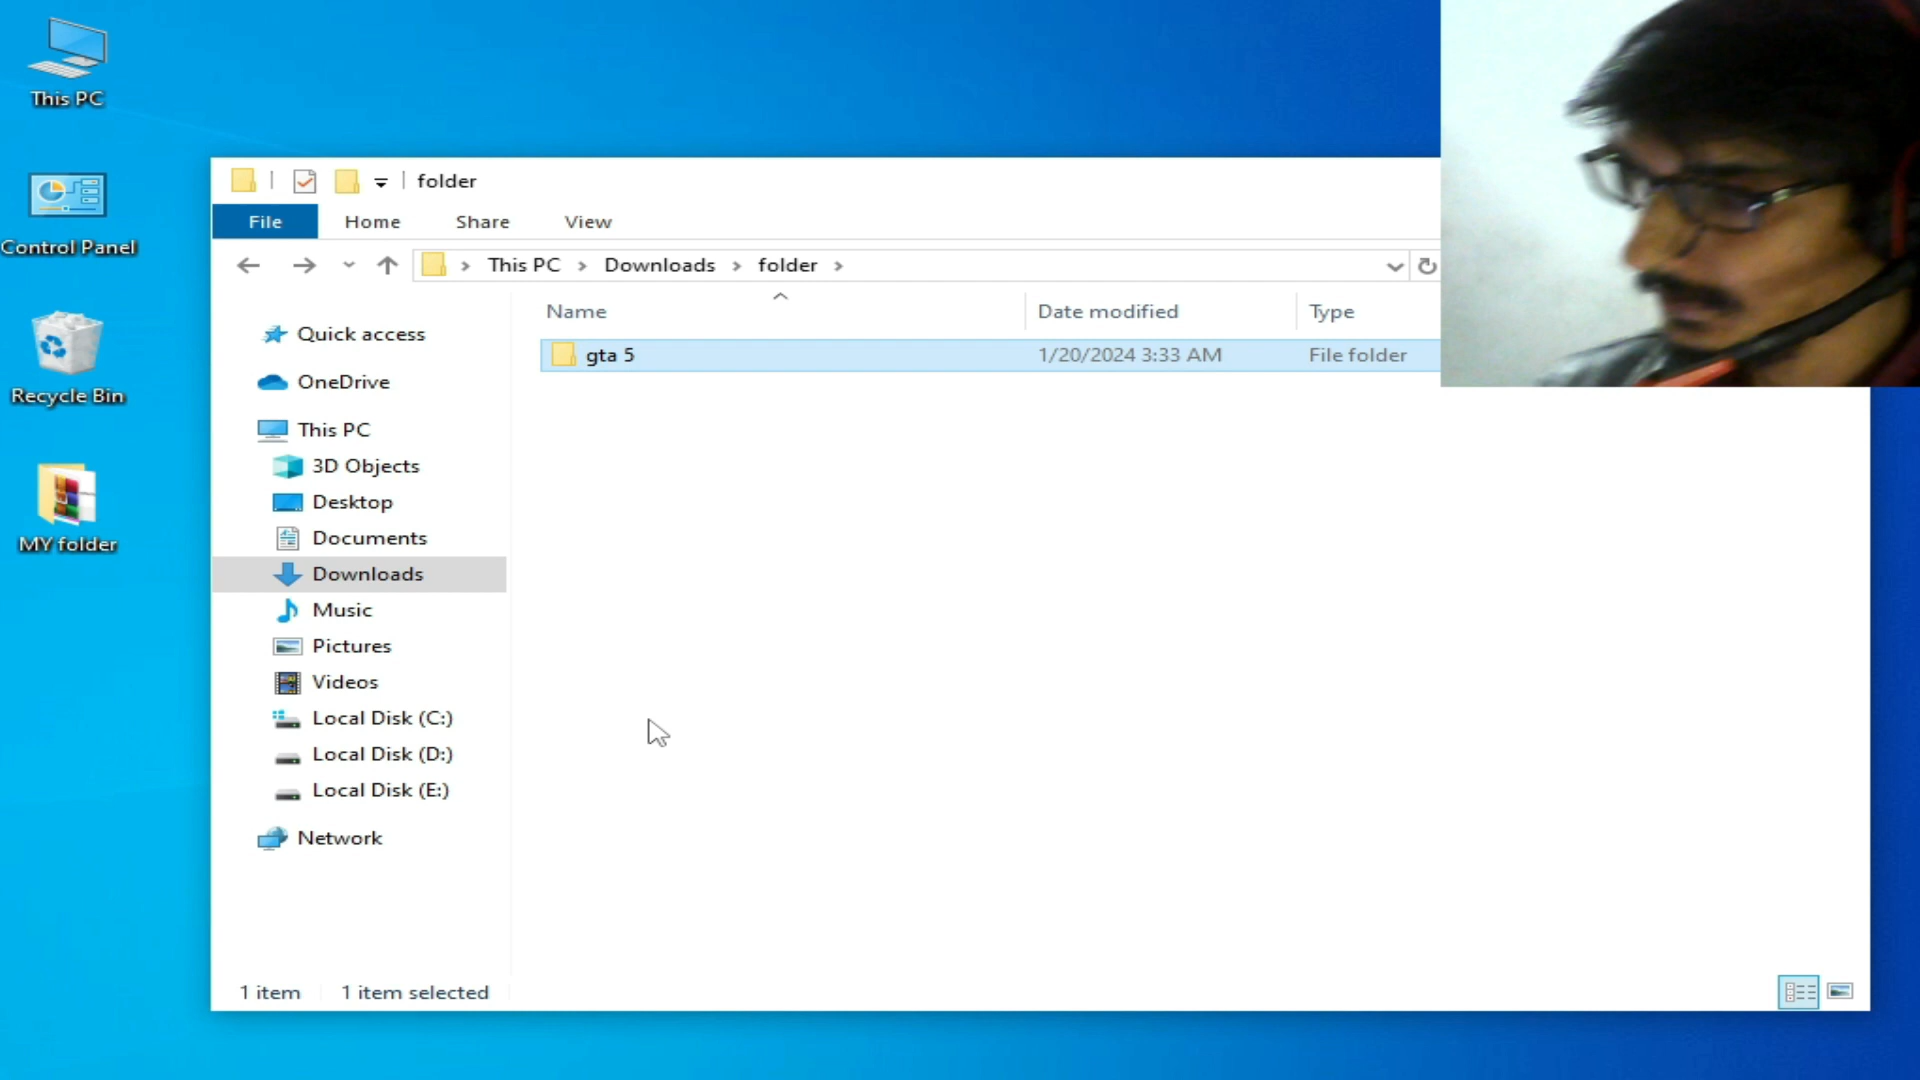 This PC
Control Panel
Recycle Bin
MY folder
folder
File Home Share View
This PC Downloads folder
Name Date modified Type
gta 5 1/20/2024 3:33 AM File folder
Quick access
OneDrive
This PC
3D Objects
Desktop
Documents
Downloads
Music
Pictures
Videos
Local Disk (C:)
Local Disk (D:)
Local Disk (E:)
Network
1 item 1 item selected